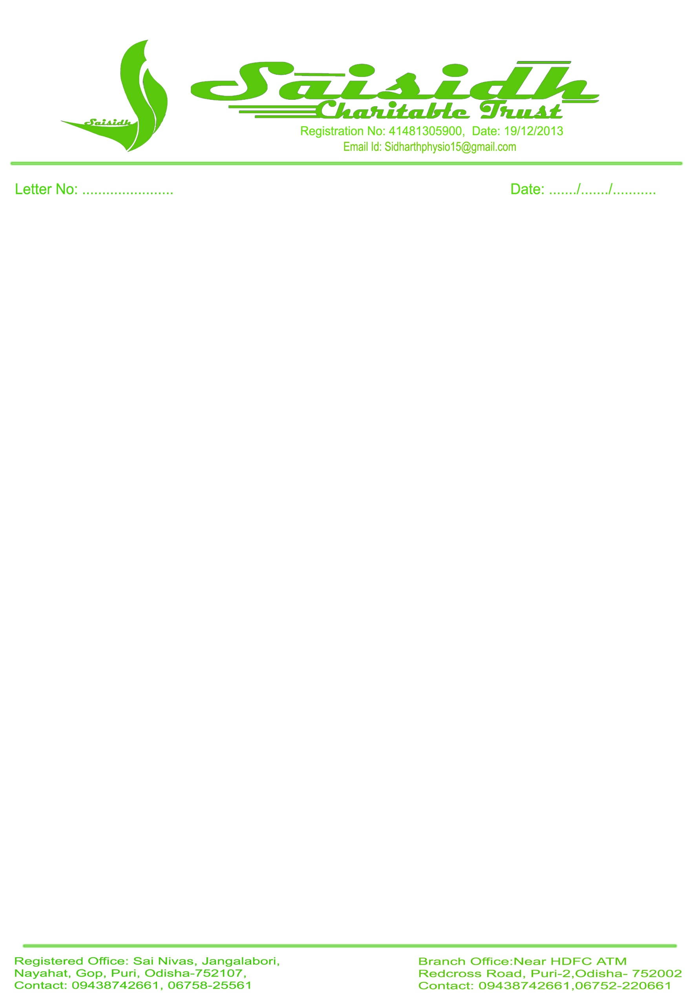 Saisidh
Charitable Trust
Saisidh
Registration No: 41481305900,  Date: 19/12/2013
Email Id: Sidharthphysio15@gmail.com
Letter No: .......................
Date: ......./......./...........
Registered Office: Sai Nivas, Jangalabori,
Nayahat, Gop, Puri, Odisha-752107,
Contact: 09438742661, 06758-25561
Branch Office:Near HDFC ATM
Redcross Road, Puri-2,Odisha- 752002
Contact: 09438742661,06752-220661